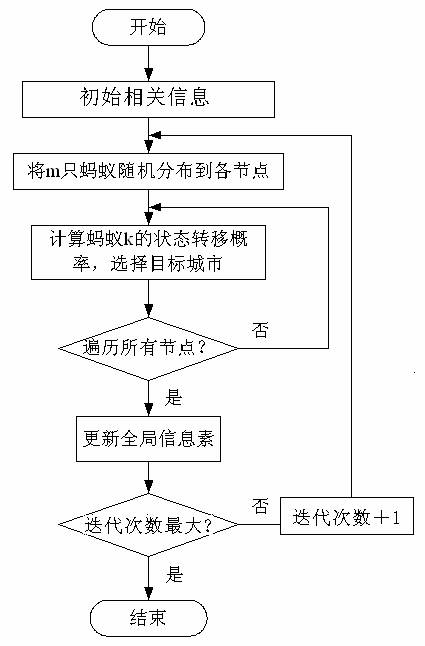 开始
初始相关信息
将m只蚂蚁随机分布到各节点
计算蚂蚁k的状态转移概
率，选择目标城市
遍历所有节点?
否
是
更新全局信息素
迭代次数最大?
否
迭代次数＋1
是
结束